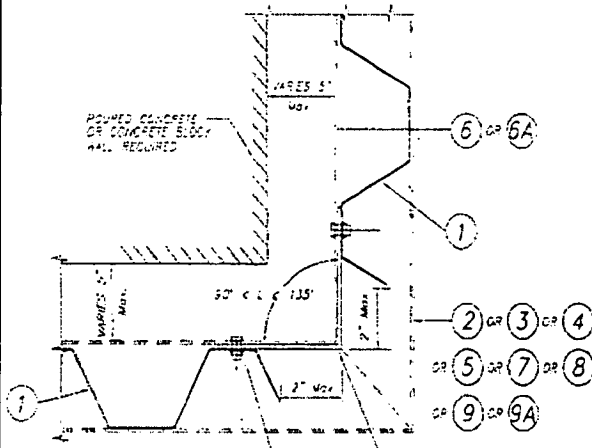 VARIES 5"
Max.
POURED CONCRETE
OR CONCRETE BLOCK
WALL REQUIRED
6 OR 6A
1
90° < L < 135°
VARIES 5"
Max.
2" Max
2 OR 3 OR 4
OR 5 OR 7 OR 8
1
2" Max
OR 9 OR 9A